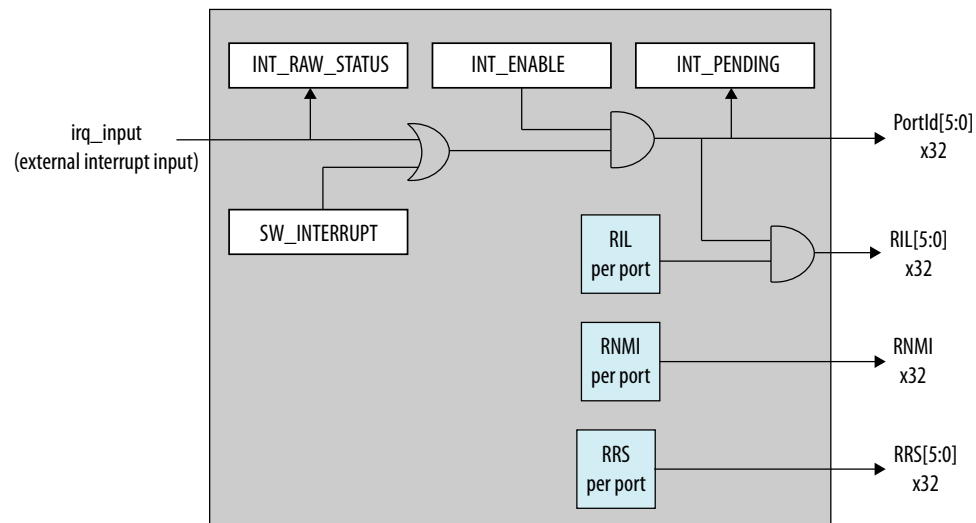 INT_RAW_STATUS
INT_ENABLE
INT_PENDING
irq_input
(external interrupt input)
PortId[5:0]
x32
SW_INTERRUPT
RIL
per port
RIL[5:0]
x32
RNMI
per port
RNMI
x32
RRS
per port
RRS[5:0]
x32